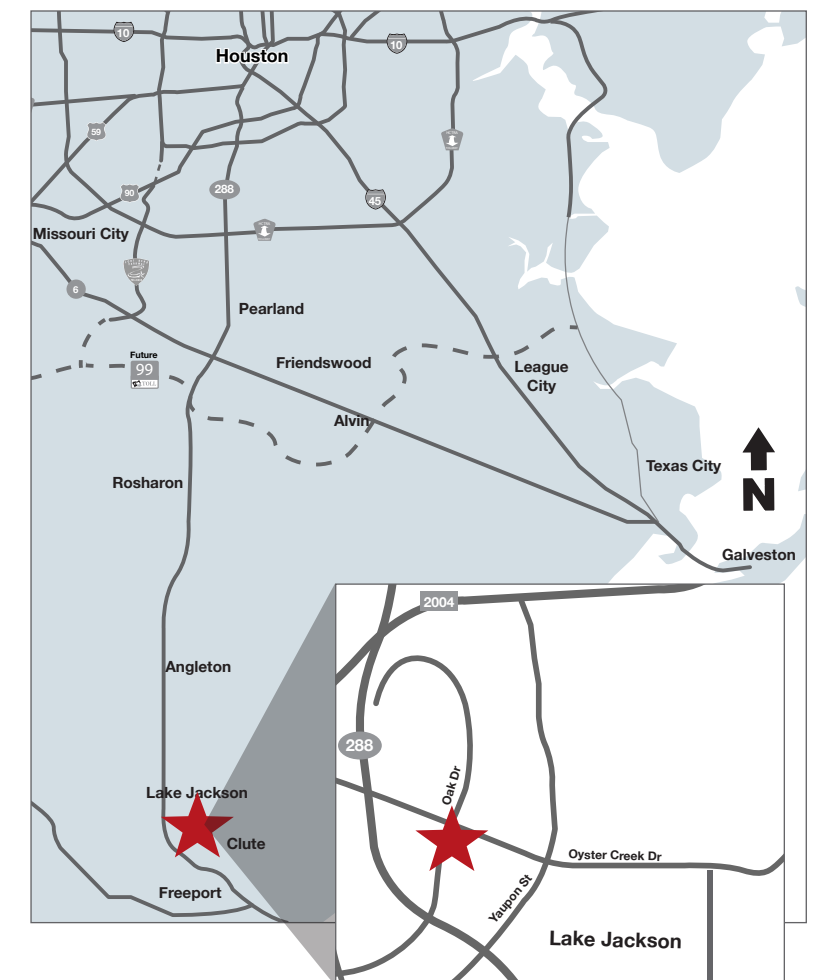 10
10
Houston
59
90
288
45
Missouri City
6
Pearland
Future
99
TOLL
Friendswood
League
City
Alvin
Rosharon
Texas City
N
Galveston
2004
Angleton
288
Oak Dr
Lake Jackson
Clute
Oyster Creek Dr
Yaupon St
Freeport
Lake Jackson